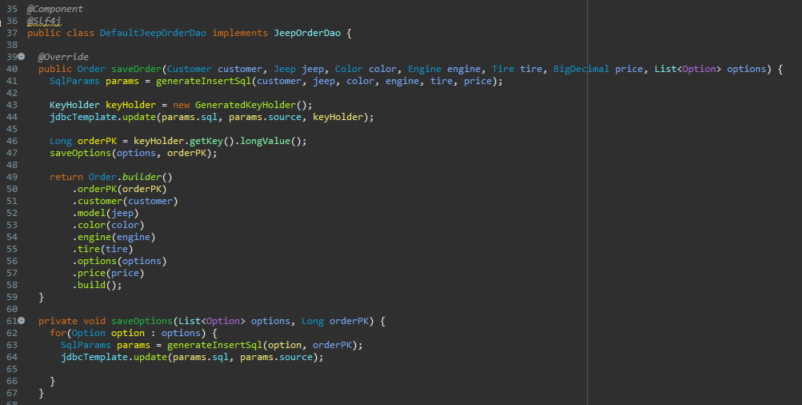 35 @Component
36 @Slf4j
37 public class DefaultJeepOrderDao implements JeepOrderDao {
38
39 @Override
40 public Order saveOrder(Customer customer, Jeep jeep, Color color, Engine engine, Tire tire, BigDecimal price, List<Option> options) {
41 SqlParams params = generateInsertSql(customer, jeep, color, engine, tire, price);
42
43 KeyHolder keyHolder = new GeneratedKeyHolder();
44 jdbcTemplate.update(params.sql, params.source, keyHolder);
45
46 Long orderPK = keyHolder.getKey().longValue();
47 saveOptions(options, orderPK);
48
49 return Order.builder()
50 .orderPK(orderPK)
51 .customer(customer)
52 .model(jeep)
53 .color(color)
54 .engine(engine)
55 .tire(tire)
56 .options(options)
57 .price(price)
58 .build();
59 }
60
61 private void saveOptions(List<Option> options, Long orderPK) {
62 for(Option option : options) {
63 SqlParams params = generateInsertSql(option, orderPK);
64 jdbcTemplate.update(params.sql, params.source);
65
66 }
67 }
68